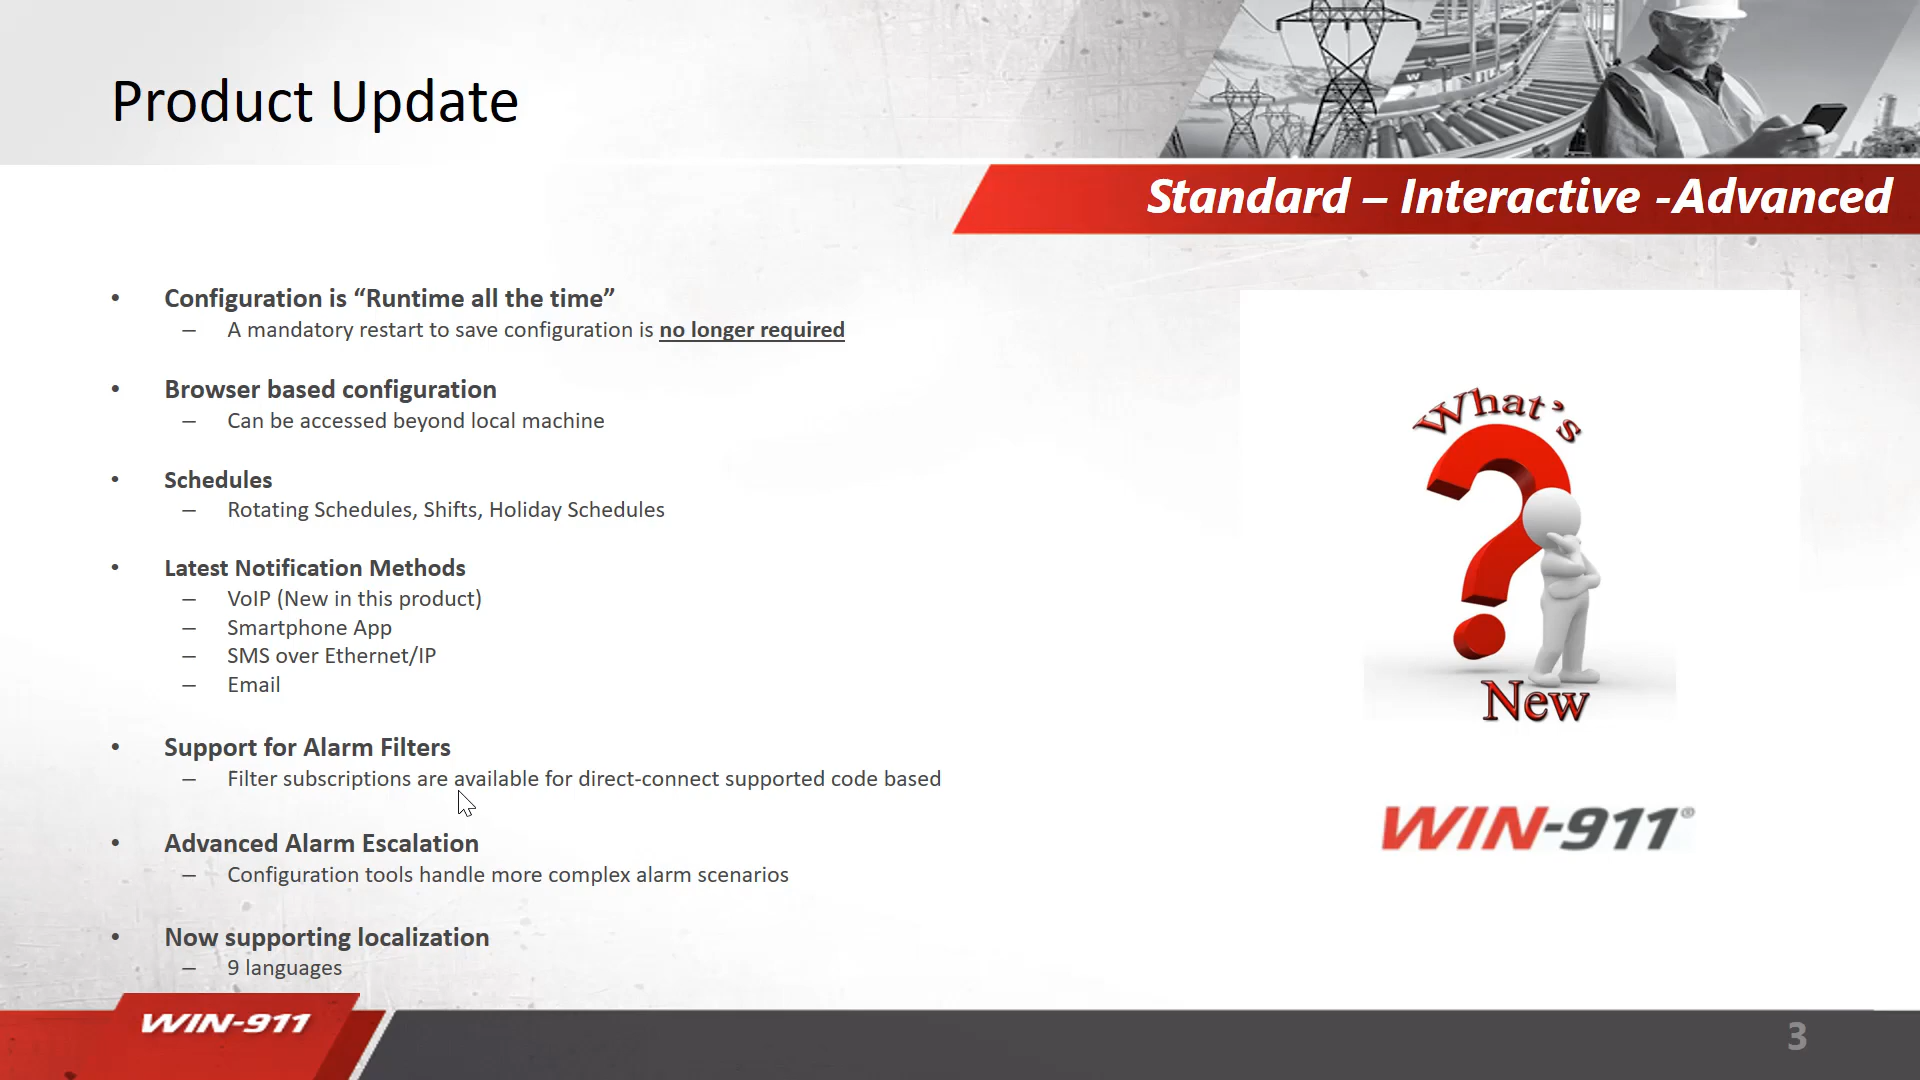 Product Update
Standard – Interactive -Advanced
• Configuration is “Runtime all the time”
– A mandatory restart to save configuration is no longer required
• Browser based configuration
– Can be accessed beyond local machine
• Schedules
– Rotating Schedules, Shifts, Holiday Schedules
• Latest Notification Methods
– VoIP (New in this product)
– Smartphone App
– SMS over Ethernet/IP
– Email
• Support for Alarm Filters
– Filter subscriptions are available for direct-connect supported code based
• Advanced Alarm Escalation
– Configuration tools handle more complex alarm scenarios
• Now supporting localization
– 9 languages
What's
New
WIN-911®
WIN-911
3